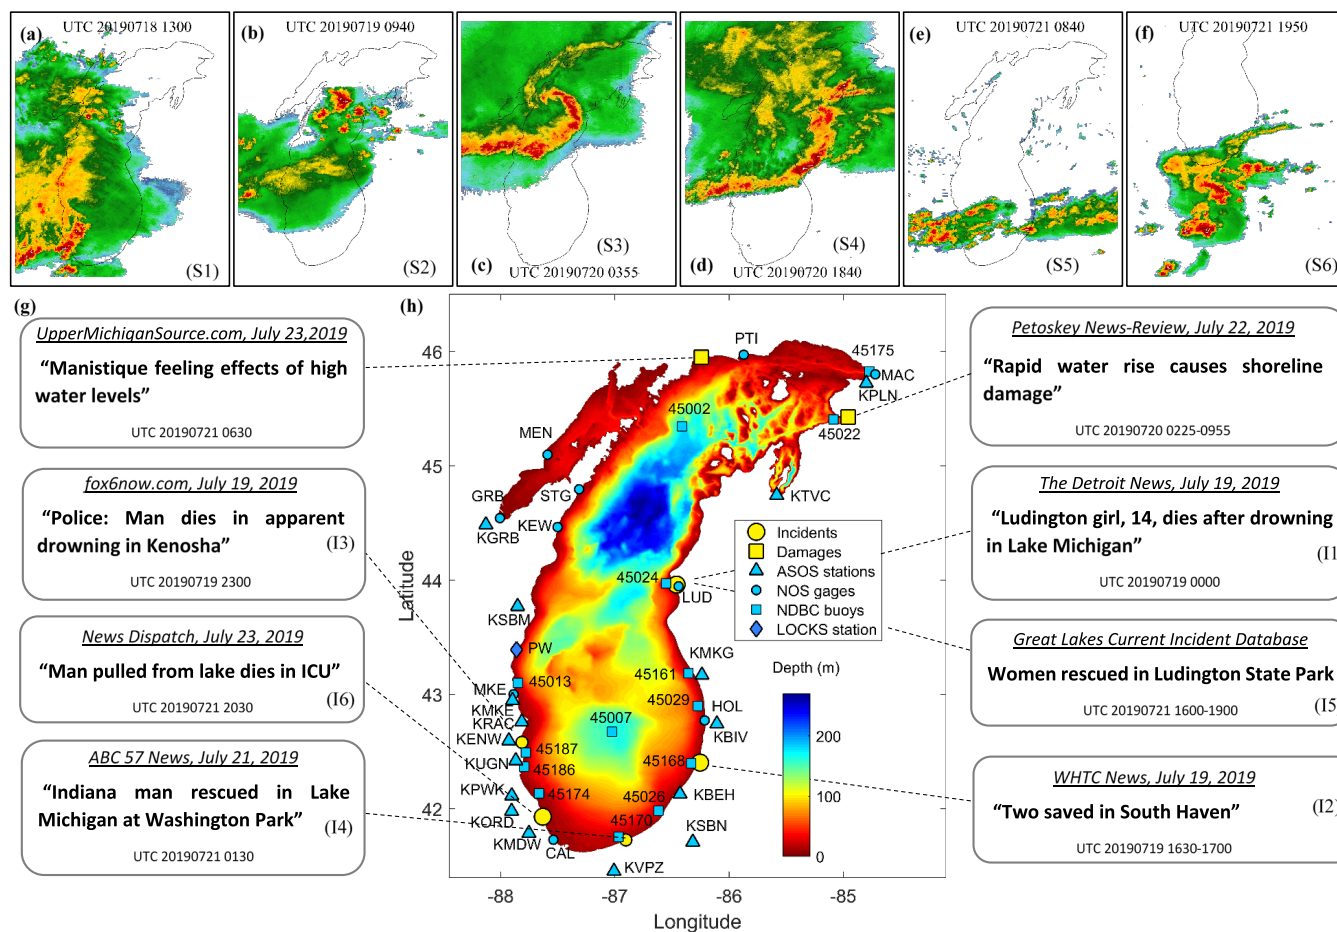 (a)
UTC 20190718 1300
(S1)
(b)
UTC 20190719 0940
(S2)
(S3)
(c)
UTC 20190720 0355
(S4)
(d)
UTC 20190720 1840
(e)
UTC 20190721 0840
(S5)
(f)
UTC 20190721 1950
(S6)
(g)
UpperMichiganSource.com, July 23,2019
“Manistique feeling effects of high
water levels”
UTC 20190721 0630
fox6now.com, July 19, 2019
“Police: Man dies in apparent
drowning in Kenosha”
(I3)
UTC 20190719 2300
News Dispatch, July 23, 2019
“Man pulled from lake dies in ICU”
(I6)
UTC 20190721 2030
ABC 57 News, July 21, 2019
“Indiana man rescued in Lake
Michigan at Washington Park”
(I4)
UTC 20190721 0130
(h)
46
45
44
43
42
Latitude
-88
-87
-86
-85
Longitude
PTI
45175
MAC
KPLN
45002
45022
MEN
GRB
STG
KTVC
KGRB
KEW
45024
LUD
KSBM
PW
KMKG
45161
45013
MKE
45029
HOL
KMKE
KRAC
45007
KBIV
KENW
45187
45168
KUGN
45186
KPWK
45174
45026
KBEH
KORD
45170
KSBN
KMDW
CAL
KVPZ
Incidents
Damages
ASOS stations
NOS gages
NDBC buoys
LOCKS station
Depth (m)
200
100
0
Petoskey News-Review, July 22, 2019
“Rapid water rise causes shoreline
damage”
UTC 20190720 0225-0955
The Detroit News, July 19, 2019
“Ludington girl, 14, dies after drowning
in Lake Michigan”
(I1
UTC 20190719 0000
Great Lakes Current Incident Database
Women rescued in Ludington State Park
(I5
UTC 20190721 1600-1900
WHTC News, July 19, 2019
“Two saved in South Haven”
(I2)
UTC 20190719 1630-1700